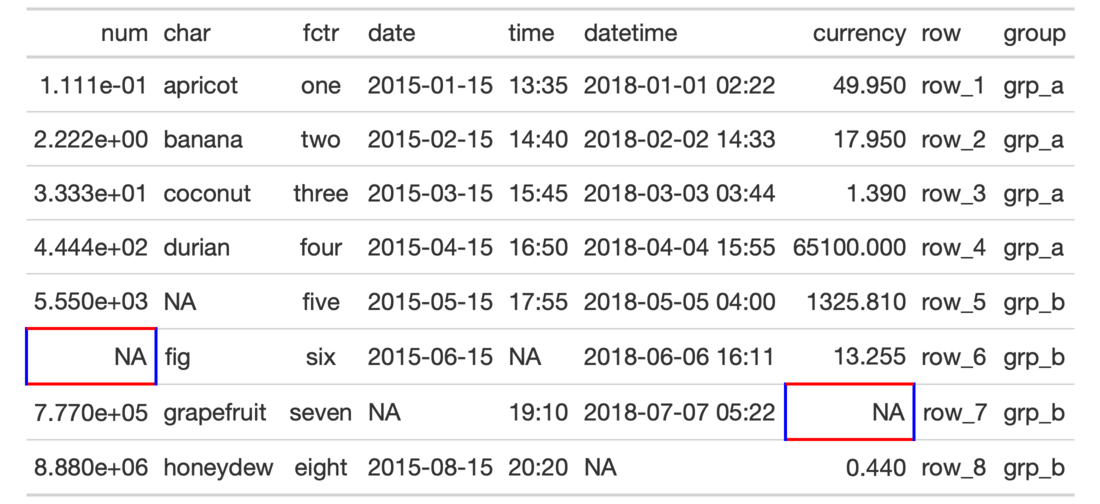 num char fctr date time datetime currency row group
1.111e-01 apricot one 2015-01-15 13:35 2018-01-01 02:22 49.950 row_1 grp_a
2.222e+00 banana two 2015-02-15 14:40 2018-02-02 14:33 17.950 row_2 grp_a
3.333e+01 coconut three 2015-03-15 15:45 2018-03-03 03:44 1.390 row_3 grp_a
4.444e+02 durian four 2015-04-15 16:50 2018-04-04 15:55 65100.000 row_4 grp_a
5.550e+03 NA five 2015-05-15 17:55 2018-05-05 04:00 1325.810 row_5 grp_b
NA fig six 2015-06-15 NA 2018-06-06 16:11 13.255 row_6 grp_b
7.770e+05 grapefruit seven NA 19:10 2018-07-07 05:22 NA row_7 grp_b
8.880e+06 honeydew eight 2015-08-15 20:20 NA 0.440 row_8 grp_b